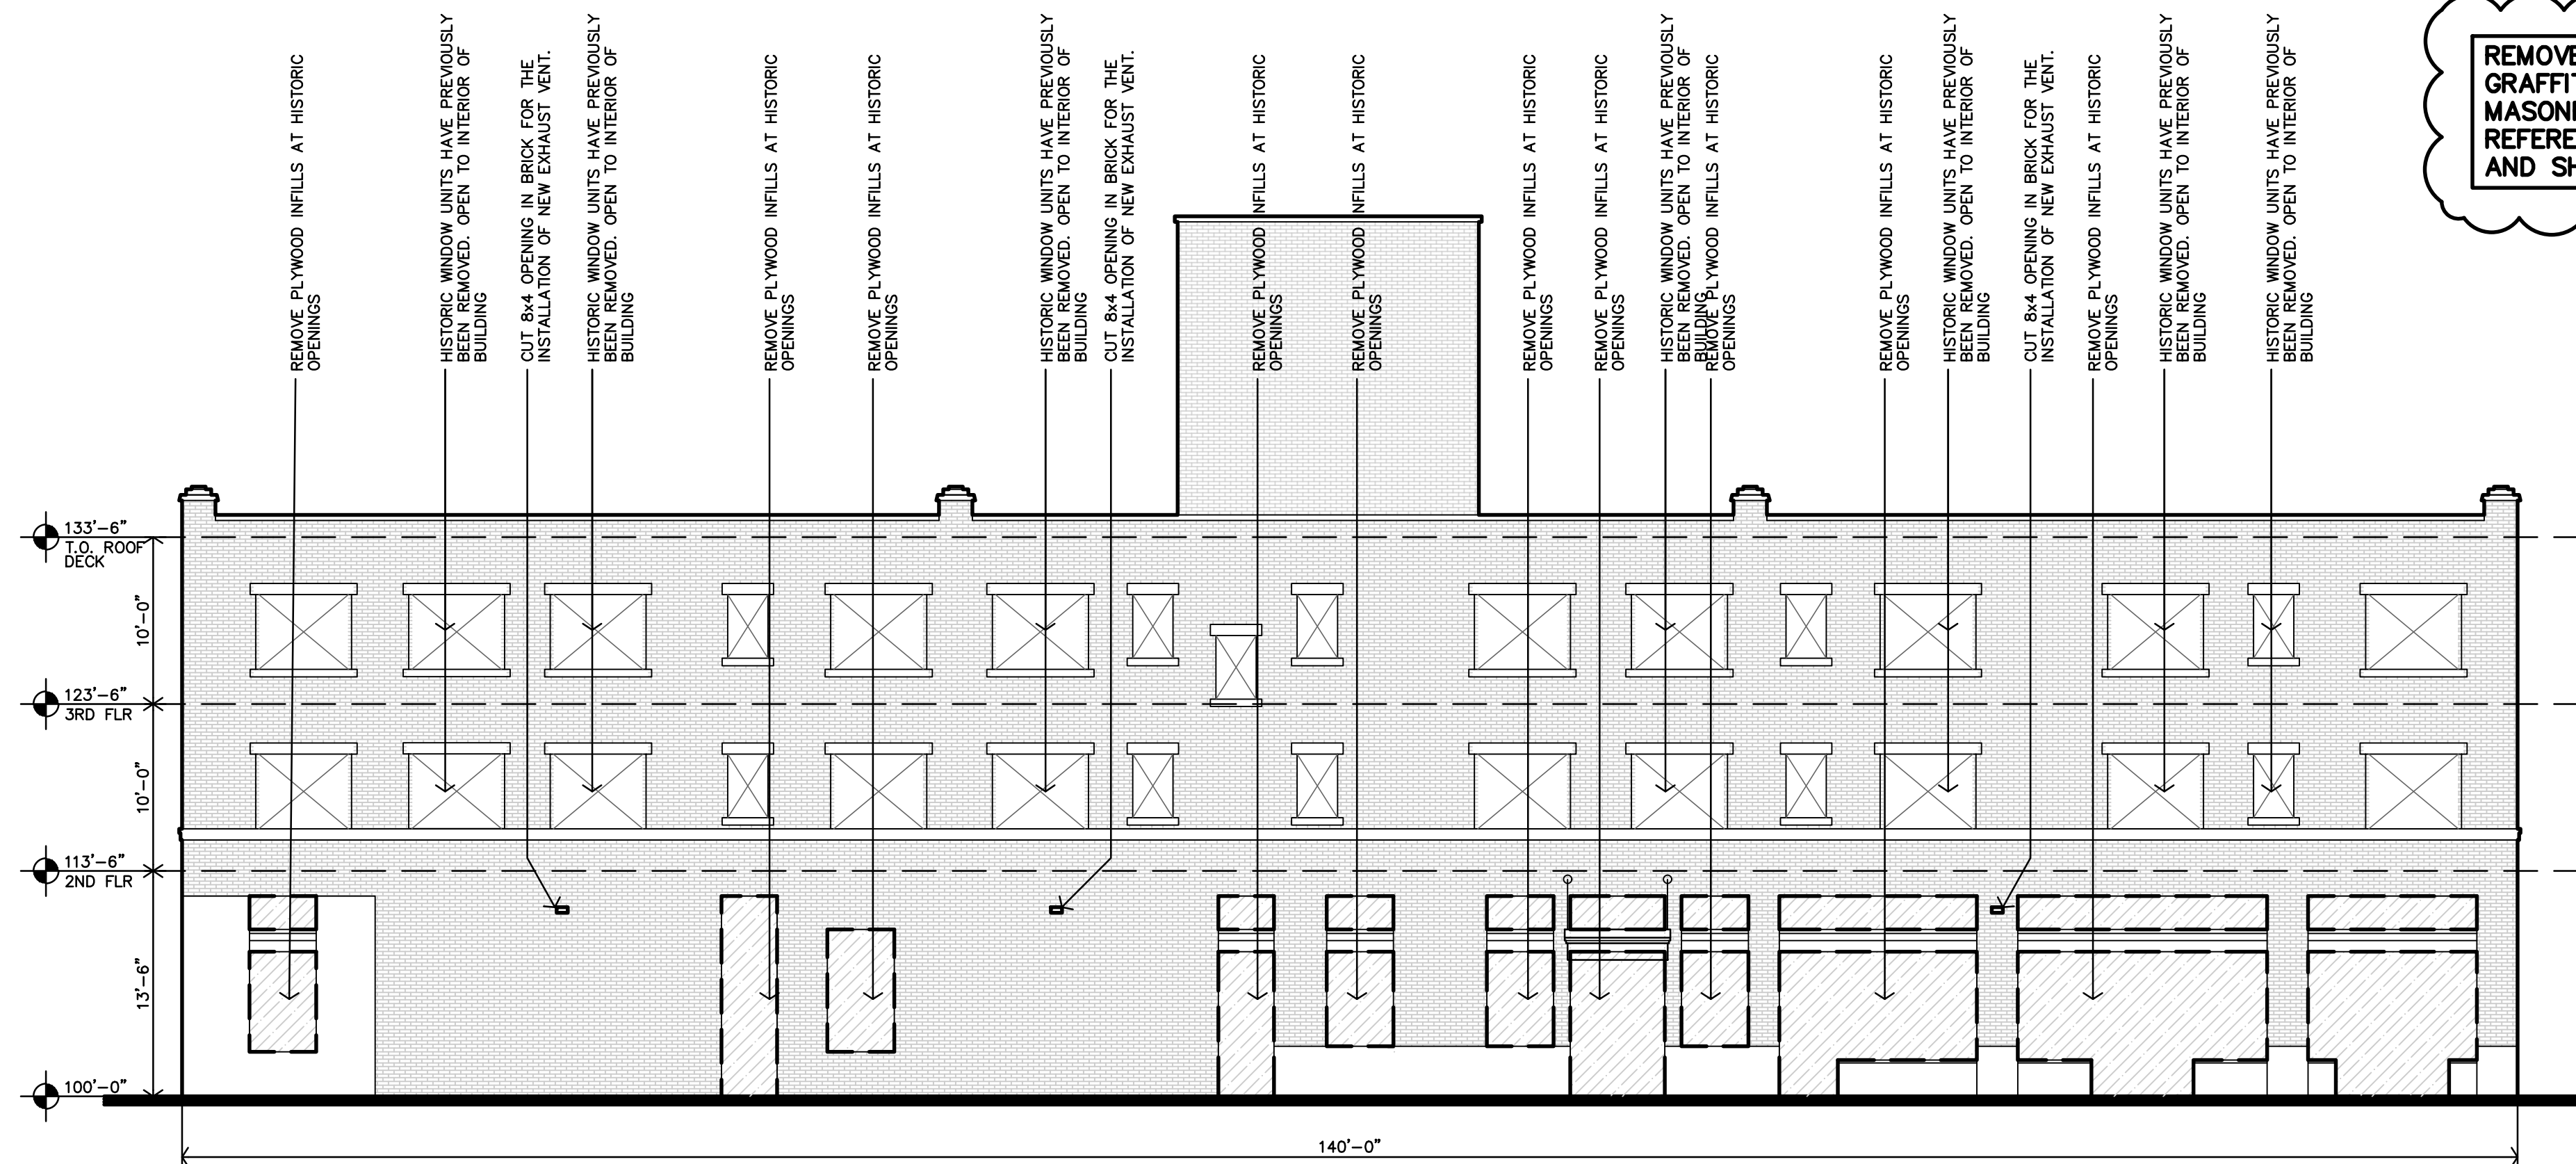 REMOVE PLYWOOD INFILLS AT HISTORIC
OPENINGS
HISTORIC WINDOW UNITS HAVE PREVIOUSLY
BEEN REMOVED. OPEN TO INTERIOR OF
BUILDING
CUT 8x4 OPENING IN BRICK FOR THE
INSTALLATION OF NEW EXHAUST VENT.
HISTORIC WINDOW UNITS HAVE PREVIOUSLY
BEEN REMOVED. OPEN TO INTERIOR OF
BUILDING
REMOVE PLYWOOD INFILLS AT HISTORIC
OPENINGS
REMOVE PLYWOOD INFILLS AT HISTORIC
OPENINGS
HISTORIC WINDOW UNITS HAVE PREVIOUSLY
BEEN REMOVED. OPEN TO INTERIOR OF
BUILDING
CUT 8x4 OPENING IN BRICK FOR THE
INSTALLATION OF NEW EXHAUST VENT.
REMOVE PLYWOOD INFILLS AT HISTORIC
OPENINGS
REMOVE PLYWOOD INFILLS AT HISTORIC
OPENINGS
REMOVE PLYWOOD INFILLS AT HISTORIC
OPENINGS
REMOVE PLYWOOD INFILLS AT HISTORIC
OPENINGS
HISTORIC WINDOW UNITS HAVE PREVIOUSLY
BEEN REMOVED. OPEN TO INTERIOR OF
BUILDING
REMOVE PLYWOOD INFILLS AT HISTORIC
OPENINGS
REMOVE PLYWOOD INFILLS AT HISTORIC
OPENINGS
HISTORIC WINDOW UNITS HAVE PREVIOUSLY
BEEN REMOVED. OPEN TO INTERIOR OF
BUILDING
CUT 8x4 OPENING IN BRICK FOR THE
INSTALLATION OF NEW EXHAUST VENT.
REMOVE PLYWOOD INFILLS AT HISTORIC
OPENINGS
HISTORIC WINDOW UNITS HAVE PREVIOUSLY
BEEN REMOVED. OPEN TO INTERIOR OF
BUILDING
HISTORIC WINDOW UNITS HAVE PREVIOUSLY
BEEN REMOVED. OPEN TO INTERIOR OF
BUILDING
REMOVE
GRAFFIT
MASON
REFERE
AND SH
133'-6"
T.O. ROOF
DECK
10'-0"
123'-6"
3RD FLR
10'-0"
113'-6"
2ND FLR
13'-6"
100'-0"
140'-0"